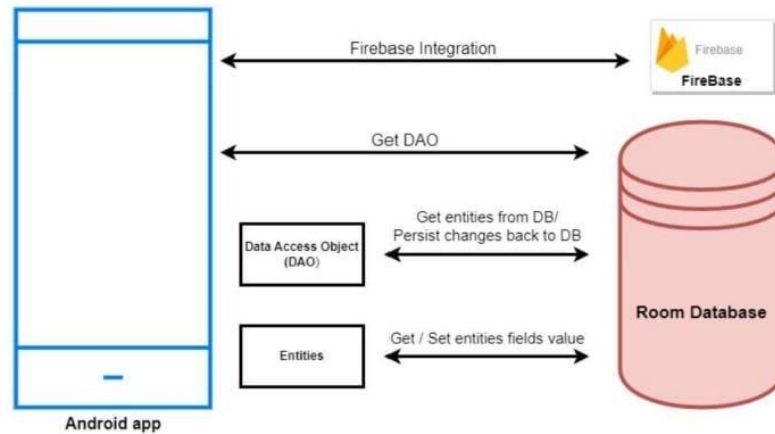 Firebase Integration
Firebase
FireBase
Get DAO
Get entities from DB/
Persist changes back to DB
Data Access Object
(DAO)
Room Database
Get / Set entities fields value
Entities
Android app